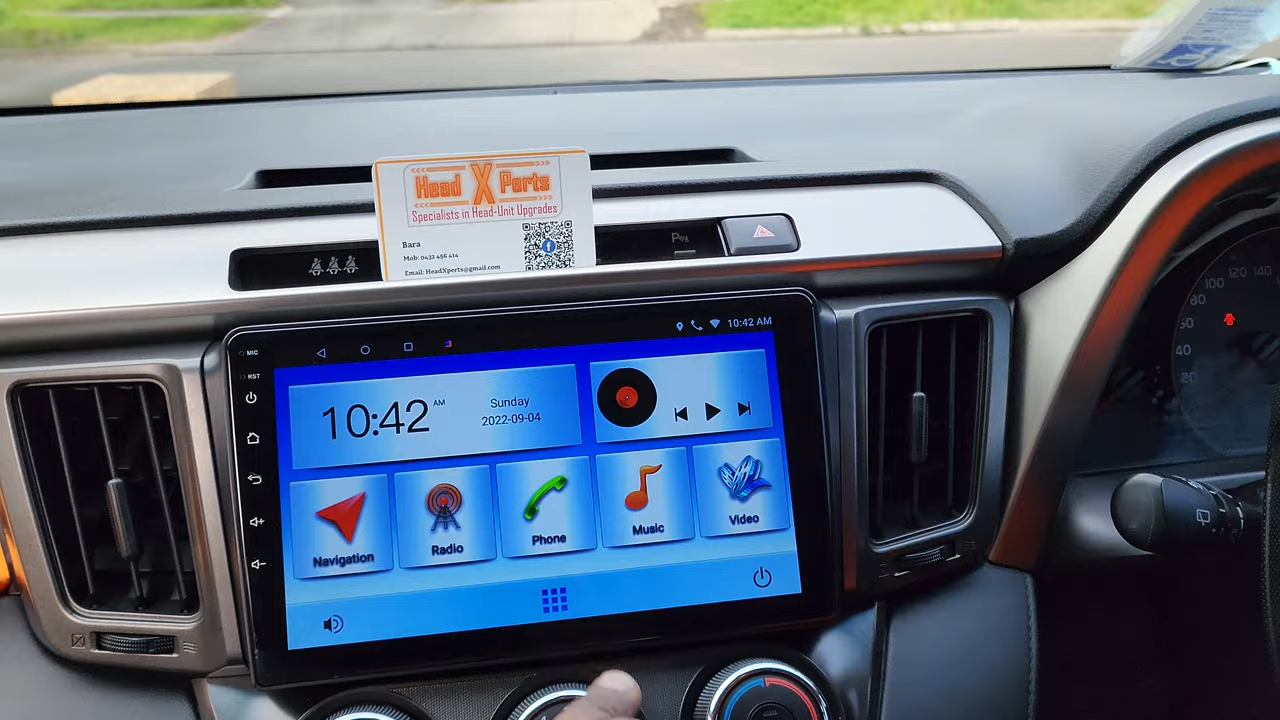 Head X Perts
Specialists in Head-Unit Upgrades
Bara
Mob: 0432 456 414
Email: HeadXperts@gmail.com
MIC
RST
10:42 AM
10:42 AM
Sunday
2022-09-04
Navigation
Radio
Phone
Music
Video
140
120
100
80
60
40
20